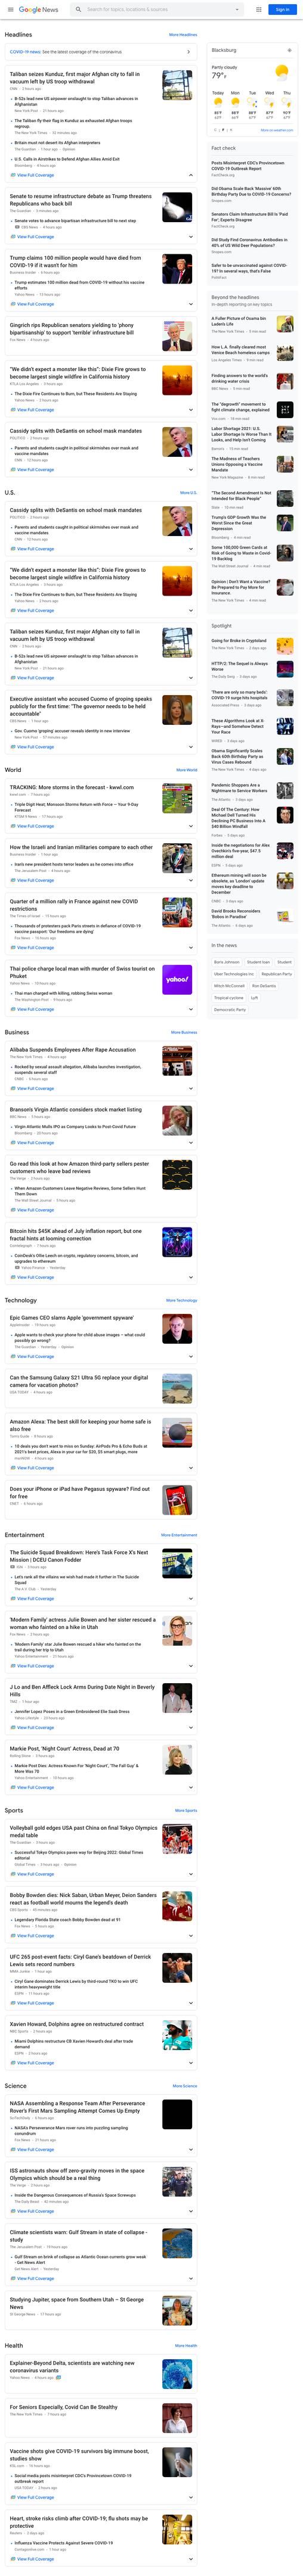 Google News
Search for topics, locations & sources
Sign in
Headlines
More Headlines
COVID-19 news: See the latest coverage of the coronavirus
Taliban seizes Kunduz, first major Afghan city to fall in
vacuum left by US troop withdrawal
CNN · 2 hours ago
B-52s head new US airpower onslaught to stop Taliban advances in
Afghanistan
New York Post · 21 hours ago
The Taliban fly their flag in Kunduz as exhausted Afghan troops
regroup.
The New York Times · 52 minutes ago
Britain must not desert its Afghan interpreters
The Guardian · 1 hour ago · Opinion
U.S. Calls in Airstrikes to Defend Afghan Allies Amid Exit
Bloomberg · 4 hours ago
View Full Coverage
Senate to resume infrastructure debate as Trump threatens
Republicans who back bill
The Guardian
Senate votes to advance bipartisan infrastructure bill to next step
CBS News · 8 hours ago
View Full Coverage
Trump claims 100 million people would have died from
COVID-19 if it wasn't for him
Business Insider · 6 hours ago
Trump estimates 100 million dead from COVID-19 without his vaccine
efforts
Yahoo News · 13 hours ago
View Full Coverage
Gingrich rips Republican senators yielding to 'phony
bipartisanship' to support 'terrible' infrastructure bill
Fox News · 4 hours ago
"We didn't expect a monster like this": Dixie Fire grows to
become largest single wildfire in California history
KTLA Los Angeles · 3 hours ago
The Dixie Fire Continues to Burn, but These Residents Are Staying
Yahoo News · 2 hours ago
View Full Coverage
Cassidy splits with DeSantis on school mask mandates
POLITICO · 2 hours ago
Parents and students caught in political skirmishes over mask and
vaccine mandates
CNN · 13 hours ago
View Full Coverage
U.S.
More U.S.
Cassidy splits with DeSantis on school mask mandates
POLITICO · 2 hours ago
Parents and students caught in political skirmishes over mask and
vaccine mandates
CNN · 13 hours ago
View Full Coverage
"We didn't expect a monster like this": Dixie Fire grows to
become largest single wildfire in California history
KTLA Los Angeles · 3 hours ago
The Dixie Fire Continues to Burn, but These Residents Are Staying
Yahoo News · 2 hours ago
View Full Coverage
Taliban seizes Kunduz, first major Afghan city to fall in
vacuum left by US troop withdrawal
CNN · 2 hours ago
B-52s lead new US airpower onslaught to stop Taliban advances in
Afghanistan
New York Post · 21 hours ago
View Full Coverage
Executive assistant who accused Cuomo of groping speaks
publicly for the first time: "The governor needs to be held
accountable"
CBS News · 1 hour ago
Gov. Cuomo 'groping' accuser reveals identity in new interview
New York Post · 57 minutes ago
View Full Coverage
World
More World
TRACKING: More storms in the forecast - kwwl.com
kwwl.com · 7 hours ago
Triple Digit Heat; Monsoon Storms Return with Force — Your 9-Day
Forecast
KTSM 9 News · 17 hours ago
View Full Coverage
How the Israeli and Iranian militaries compare to each other
Business Insider · 7 hours ago
Iran's new president hosts terror leaders as he comes into office
The Jerusalem Post · 4 hours ago
View Full Coverage
Quarter of a million rally in France against new COVID
restrictions
The Times of Israel · 15 hours ago
Thousands of protesters pack Paris streets in defiance of COVID-19
vaccine passport: 'Our freedoms are dying'
Fox News · 15 hours ago
View Full Coverage
Thai police charge local man with murder of Swiss tourist on
Phuket
Yahoo News · 10 hours ago
Thai man charged with killing, robbing Swiss woman
The Washington Post · 9 hours ago
View Full Coverage
Business
More Business
Alibaba Suspends Employees After Rape Accusation
The New York Times · 4 hours ago
Rocked by sexual assault allegation, Alibaba launches investigation,
suspends several staff
CNBC · 6 hours ago
View Full Coverage
Branson's Virgin Atlantic considers stock market listing
BBC News · 4 hours ago
Virgin Atlantic Mulls IPO as Company Looks to Post-Covid Future
Bloomberg · 20 hours ago
View Full Coverage
Go read this look at how Amazon third-party sellers pester
customers who leave bad reviews
The Verge · 2 hours ago
When Amazon Customers Leave Negative Reviews, Some Sellers Hunt
Them Down
The Wall Street Journal · 5 hours ago
View Full Coverage
Bitcoin hits $45K ahead of July inflation report, but one
fractal hints at looming correction
Cointelegraph · 7 hours ago
CoinDesk's Ollie Leech on crypto, regulatory concerns, bitcoin, and
upgrades to ethereum
Yahoo Finance · Yesterday
View Full Coverage
Technology
More Technology
Epic Games CEO slams Apple 'government spyware'
AppleInsider · 19 hours ago
Apple wants to check your phone for child abuse images – what could
possibly go wrong?
The Guardian · Yesterday · Opinion
View Full Coverage
Can the Samsung Galaxy S21 Ultra 5G replace your digital
camera for vacation photos?
USA TODAY · 4 hours ago
Amazon Alexa: The best skill for keeping your home safe is
also free
Tom's Guide · 8 hours ago
10 deals you don't want to miss on Sunday: AirPods Pro & Echo Buds at
2021's best prices, Alexa in your car for $20, $5 smart plugs, more
View Full Coverage
Does your iPhone or iPad have Pegasus spyware? Find out
for free
CNET · 6 hours ago
Entertainment
More Entertainment
The Suicide Squad Breakdown: Here's Task Force X's Next
Mission | DCEU Canon Fodder
IGN · 5 hours ago
Let's rank all the villains we wish had made it further in The Suicide
Squad
The A.V. Club · Yesterday
View Full Coverage
'Modern Family' actress Julie Bowen and her sister rescued a
woman who fainted on a hike in Utah
Fox News · 3 hours ago
'Modern Family' star Julie Bowen rescued a hiker who fainted on the
trail during her trip to Utah
Yahoo Entertainment · 21 hours ago
View Full Coverage
J Lo and Ben Affleck Lock Arms During Date Night in Beverly
Hills
TMZ · 1 hour ago
Jennifer Lopez Poses in a Green Embroidered Elie Saab Dress
Yahoo Lifestyle · 23 hours ago
View Full Coverage
Markie Post, 'Night Court' Actress, Dead at 70
Rolling Stone · 3 hours ago
Markie Post Dies: Actress Known For 'Night Court', 'The Fall Guy' &
More Was 70
Yahoo Entertainment · 18 hours ago
View Full Coverage
Sports
More Sports
Volleyball gold edges USA past China on final Tokyo Olympics
medal table
The Guardian · 5 hours ago
Successful Tokyo Olympics paves way for Beijing 2022: Global Times
editorial
Global Times · 3 hours ago · Opinion
View Full Coverage
Bobby Bowden dies: Nick Saban, Urban Meyer, Deion Sanders
react as football world mourns the legend's death
CBS Sports · 45 minutes ago
Legendary Florida State coach Bobby Bowden dead at 91
Fox News · 3 hours ago
View Full Coverage
UFC 265 post-event facts: Ciryl Gane's beatdown of Derrick
Lewis sets record numbers
MMA Junkie · 1 hour ago
Ciryl Gane dominates Derrick Lewis by third-round TKO to win UFC
interim heavyweight title
ESPN · 11 hours ago
View Full Coverage
Xavien Howard, Dolphins agree on restructured contract
NBC Sports · 2 hours ago
Miami Dolphins restructure CB Xavien Howard's deal after trade
demand
ESPN · 2 hours ago
View Full Coverage
Science
More Science
NASA Assembling a Response Team After Perseverance
Rover's First Mars Sampling Attempt Comes Up Empty
SciTechDaily · 6 hours ago
NASA's Perseverance Mars rover runs into puzzling sampling
conundrum
Fox News · 21 hours ago
View Full Coverage
ISS astronauts show off zero-gravity moves in the space
Olympics which should be a real thing
The Verge · 2 hours ago
Inside the Dangerous Consequences of Russia's Space Screwups
The Daily Beast · 50 minutes ago
View Full Coverage
Climate scientists warn: Gulf Stream in state of collapse -
study
The Jerusalem Post · 19 hours ago
Gulf Stream on brink of collapse as Atlantic Ocean currents grow weak
- Get News Alert
Get News Alert · Yesterday
View Full Coverage
Studying Jupiter, space from Southern Utah – St George
News
St George News · 17 hours ago
Health
More Health
Explainer-Beyond Delta, scientists are watching new
coronavirus variants
Yahoo News · 8 hours ago
For Seniors Especially, Covid Can Be Stealthy
The New York Times · 7 hours ago
Vaccine shots give COVID-19 survivors big immune boost,
studies show
AOL.com · 16 hours ago
Social media posts misinterpret CDC's Provincetown COVID-19
outbreak report
USA TODAY · 2 hours ago
View Full Coverage
Heart, stroke risks climb after COVID-19; flu shots may be
protective
Reuters · 2 days ago
Influenza Vaccine Protects Against Severe COVID-19
View Full Coverage
Blacksburg
Partly cloudy
79°F
Today Mon Tue Wed Thu
C | F | K
More on weather.com
Fact check
Posts Misinterpret CDC's Provincetown
COVID-19 Outbreak Report
FactCheck.org
Did Obama Scale Back 'Massive' 60th
Birthday Party Due to COVID-19 Concerns?
Snopes.com
Senators Claim Infrastructure Bill Is 'Paid
For'; Experts Disagree
FactCheck.org
Did Study Find Coronavirus Antibodies in
40% of US Wild Deer Populations?
Snopes.com
Safer to be unvaccinated against COVID-
19? In several ways, that's False
PolitiFact
Beyond the headlines
In-depth reporting on key topics
A Fuller Picture of Osama bin
Laden's Life
The New York Times · 5 min read
How L.A. finally cleared most
Venice Beach homeless camps
Los Angeles Times · 9 min read
Finding answers to the world's
drinking water crisis
BBC News · 5 min read
The "degrowth" movement to
fight climate change, explained
Vox.com · 18 min read
Labor Shortage 2021: U.S.
Labor Shortage Is Worse Than It
Looks, and Help Isn't Coming
Barron's · 13 min read
The Madness of Teachers
Unions Opposing a Vaccine
Mandate
New York Magazine · 8 min read
"The Second Amendment Is Not
Intended for Black People"
Slate · 10 min read
Trump's GDP Growth Was the
Worst Since the Great
Depression
Bloomberg · 4 min read
Some 100,000 Green Cards at
Risk of Going to Waste in Covid-
19 Backlog
The Wall Street Journal · 4 min read
Opinion | Don't Want a Vaccine?
Be Prepared to Pay More for
Insurance.
The New York Times · 4 min read
Spotlight
Going for Broke in Cryptoland
The New York Times · 2 days ago
HTTP/2: The Sequel is Always
Worse
The Daily Swig · 3 days ago
'There are only so many beds':
COVID-19 surge hits hospitals
Associated Press · 3 days ago
These Algorithms Look at X-
Rays—and Somehow Detect
Your Race
WIRED · 3 days ago
Obama Significantly Scales
Back 60th Birthday Party as
Virus Cases Rebound
The New York Times · 4 days ago
Pandemic Shoppers Are a
Nightmare to Service Workers
The Atlantic · 5 days ago
Deal Of The Century: How
Michael Dell Turned His
Declining PC Business Into A
$40 Billion Windfall
Forbes · 5 days ago
Inside the negotiations for Alex
Ovechkin's five-year, $47.5
million deal
ESPN · 5 days ago
Ethereum mining will soon be
obsolete, as 'London' update
moves key deadline to
December
CNBC · 5 days ago
David Brooks Reconsiders
'Bobos in Paradise'
The Atlantic · 6 days ago
In the news
Boris Johnson
Student loan
Student
Uber Technologies Inc
Republican Party
Mitch McConnell
Ron DeSantis
Tropical cyclone
Lyft
Democratic Party